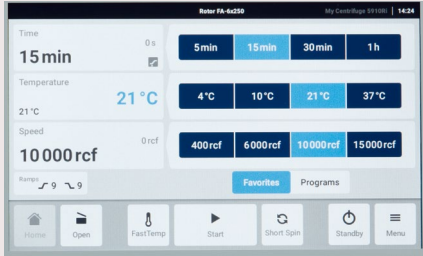 Rotor FA-6x250
My Centrifuge 5910Ri | 14:24
Time
0 s
15 min
5 min 15 min 30 min 1 h
Temperature
21 °C
21 °C
4 °C 10 °C 21 °C 37 °C
Speed
0 rcf
10 000 rcf
400 rcf 6 000 rcf 10 000 rcf 15 000 rcf
Ramps
9 9
Favorites Programs
Home Open FastTemp Start Short Spin Standby Menu